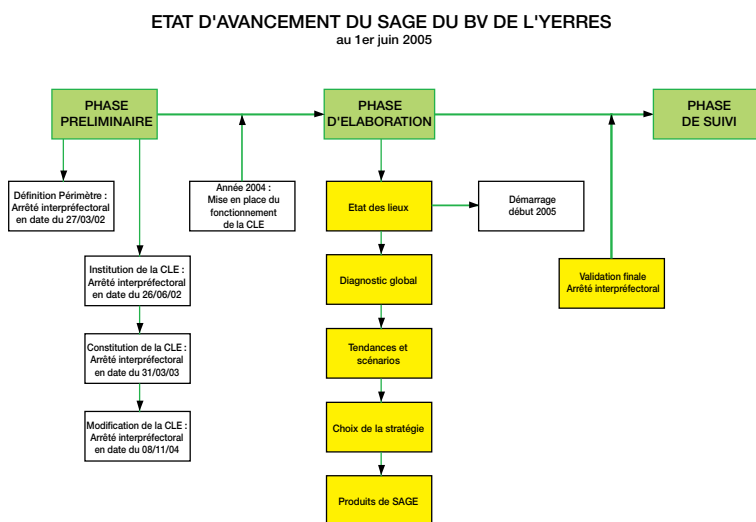 ETAT D'AVANCEMENT DU SAGE DU BV DE L'YERRES
au 1er juin 2005
PHASE
PRELIMINAIRE
PHASE
D'ELABORATION
PHASE
DE SUIVI
Définition Périmètre :
Arrêté interpréfectoral
en date du 27/03/02
Année 2004 :
Mise en place du
fonctionnement
de la CLE
Etat des lieux
Démarrage
début 2005
Institution de la CLE :
Arrêté interpréfectoral
en date du 26/06/02
Diagnostic global
Validation finale
Arrêté interpréfectoral
Constitution de la CLE :
Arrêté interpréfectoral
en date du 31/03/03
Tendances et
scénarios
Modification de la CLE :
Arrêté interpréfectoral
en date du 08/11/04
Choix de la stratégie
Produits de SAGE